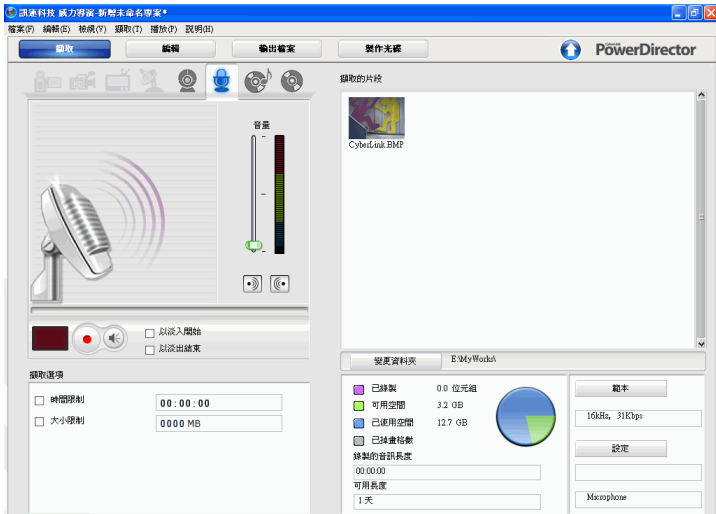 訊連科技 威力導演-新增未命名專案*
檔案(F) 編輯(E) 檢視(V) 擷取(T) 播放(P) 說明(H)
擷取 編輯 輸出檔案 製作光碟
PowerDirector
擷取的片段
CyberLink.BMP
音量
以淡入開始
以淡出結束
變更資料夾 E:\MyWorks\
擷取選項
時間限制 00:00:00
大小限制 0000 MB
已錄製 0.0 位元組
可用空間 3.2 GB
已使用空間 12.7 GB
已掉畫格數
錄製的音訊長度
00:00:00
可用長度
1 天
範本
16kHz, 31Kbps
設定
Microphone